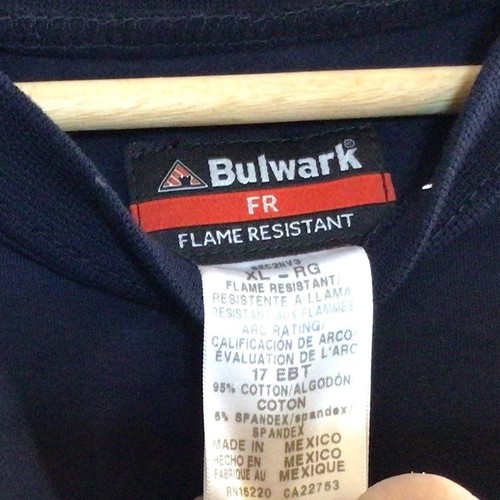 Bulwark®
FR
FLAME RESISTANT
XL - RG
FLAME RESISTANT/
RESISTENTE A LLAMA
RESISTANT AUX FLAMMES
ARC RATING/
CALIFICACIÓN DE ARCO/
ÉVALUATION DE L'ARC
17 EBT
95% COTTON/ALGODÓN
COTON
5% SPANDEX/spandex/
SPANDEX
MADE IN MEXICO
HECHO EN MEXICO
FABRIQUÉ AU MEXIQUE
RN16220 CA22753